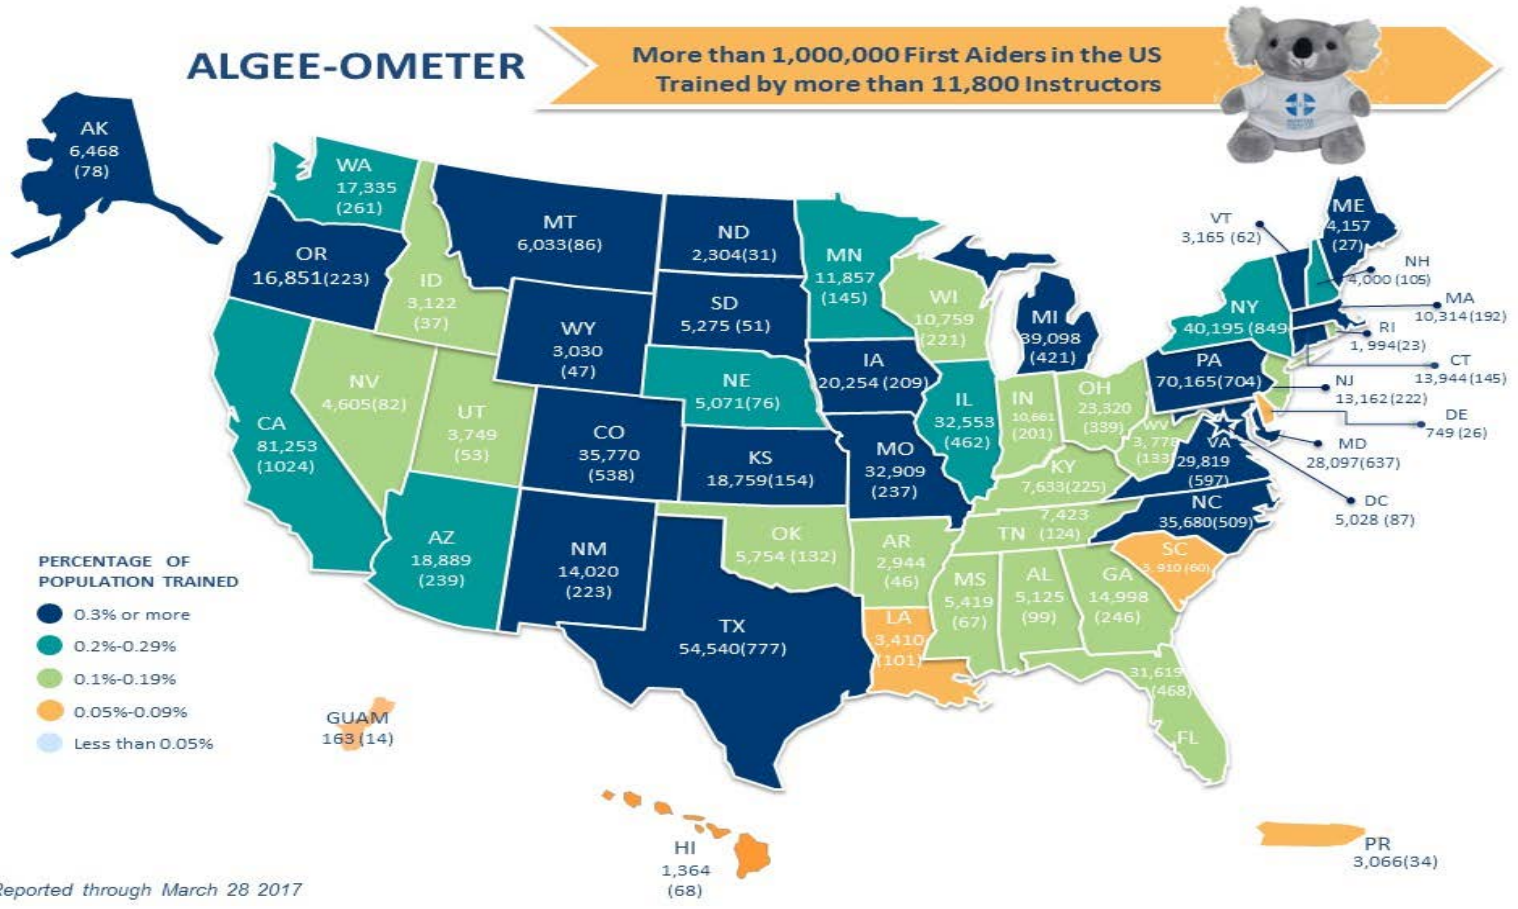 ALGEE-OMETER
More than 1,000,000 First Aiders in the US
Trained by more than 11,800 Instructors
AK
6,468
(78)
WA
17,335
(261)
OR
16,851(223)
ID
3,122
(37)
MT
6,033(86)
ND
2,304(31)
SD
5,275 (51)
WY
3,030
(47)
MN
11,857
(145)
WI
10,759
(221)
MI
39,098
(421)
VT
3,165 (62)
ME
4,157
(27)
NH
4,000 (105)
MA
10,314(192)
RI
1, 994(23)
CT
13,944(145)
NJ
13,162(222)
DE
749 (26)
MD
28,097(637)
DC
5,028 (87)
NY
40,195 (849
PA
70,165(704)
IA
20,254 (209)
NE
5,071(76)
NV
4,605(82)
UT
3,749
(53)
CA
81,253
(1024)
CO
35,770
(538)
KS
18,759(154)
MO
32,909
(237)
IL
32,553
(462)
IN
10,661
(201)
OH
23,320
(339)
WV
3,778
(133)
VA
29,819
(597)
KY
7,633(225)
NC
35,680(509)
TN
7,423
(124)
SC
3,910 (60)
AZ
18,889
(239)
NM
14,020
(223)
OK
5,754 (132)
AR
2,944
(46)
MS
5,419
(67)
AL
5,125
(99)
GA
14,998
(246)
TX
54,540(777)
LA
3,410
(101)
31,619
(468)
FL
PERCENTAGE OF
POPULATION TRAINED
0.3% or more
0.2%-0.29%
0.1%-0.19%
0.05%-0.09%
Less than 0.05%
GUAM
163 (14)
HI
1,364
(68)
PR
3,066(34)
Reported through March 28 2017